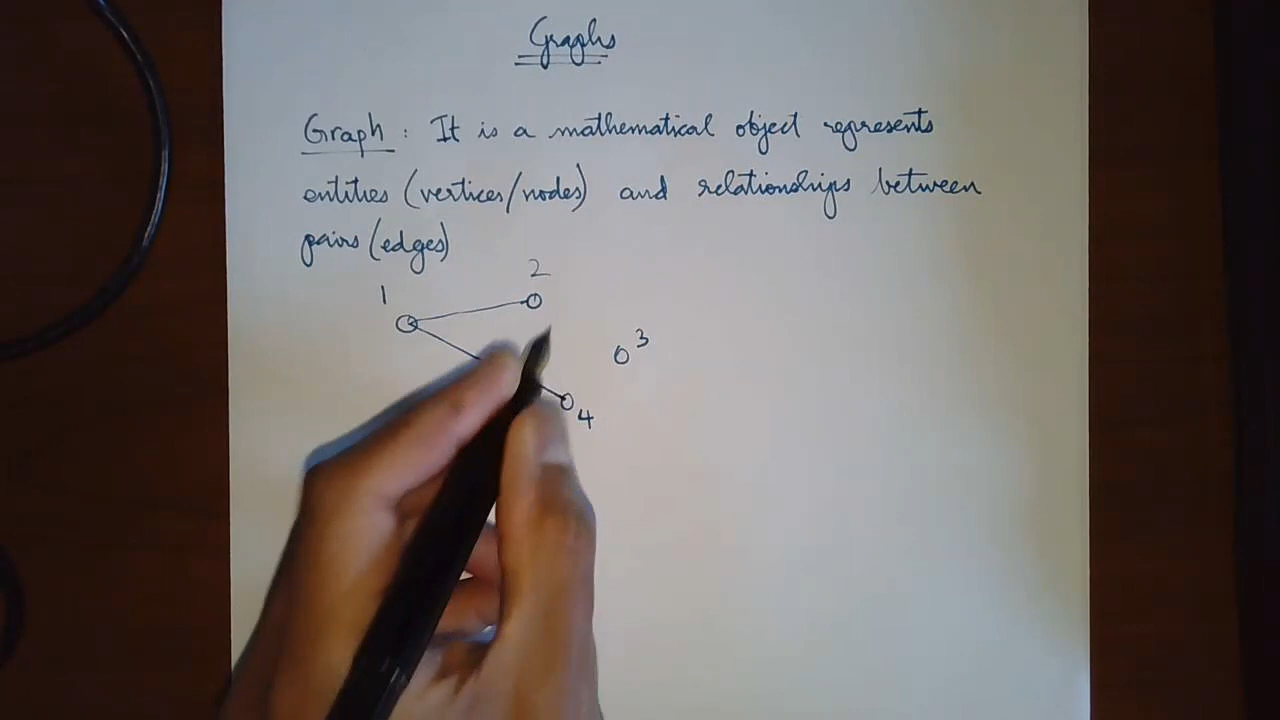 Graphs
Graph : It is a mathematical object represents
entities (vertices/nodes) and relationships between
pairs (edges)
2
1
3
4